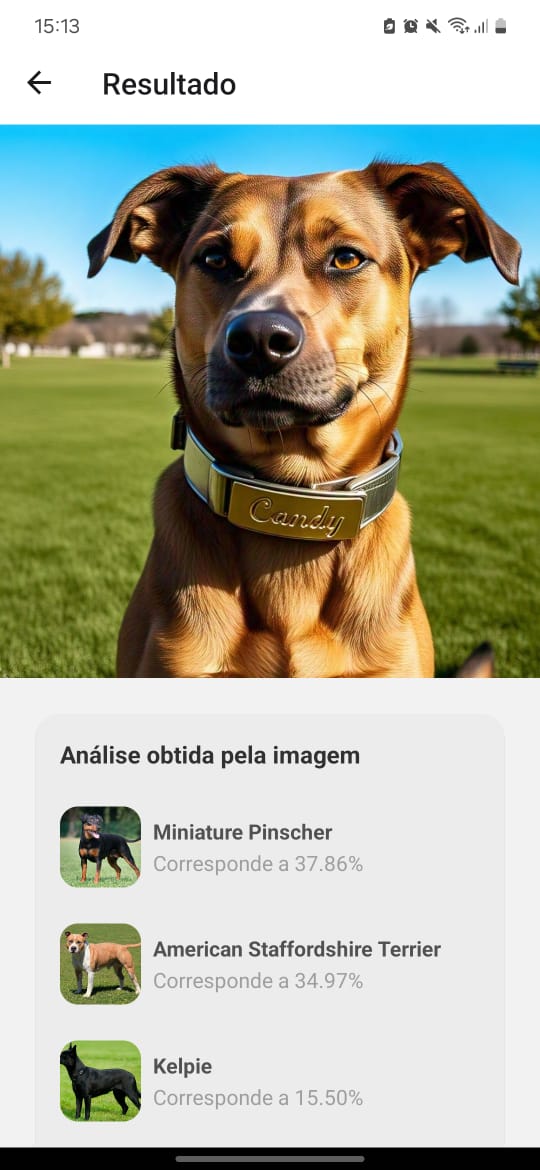 15:13
Resultado
Candy
Análise obtida pela imagem
Miniature Pinscher
Corresponde a 37.86%
American Staffordshire Terrier
Corresponde a 34.97%
Kelpie
Corresponde a 15.50%